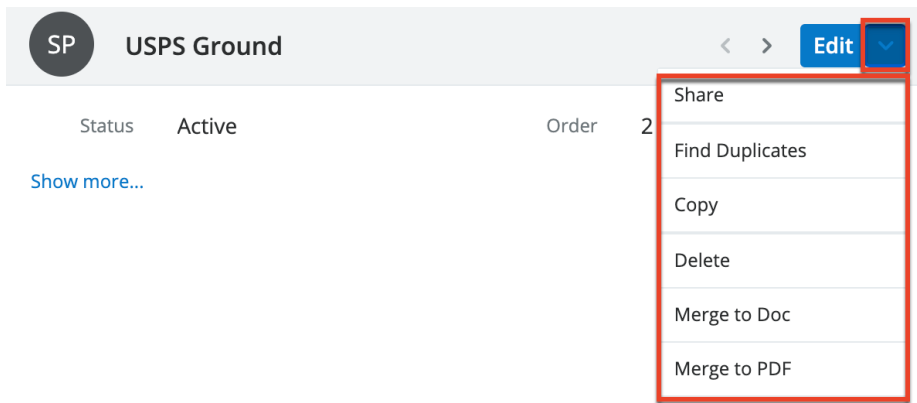 SP USPS Ground Edit
Share
Status Active Order 2
Find Duplicates
Show more...
Copy
Delete
Merge to Doc
Merge to PDF